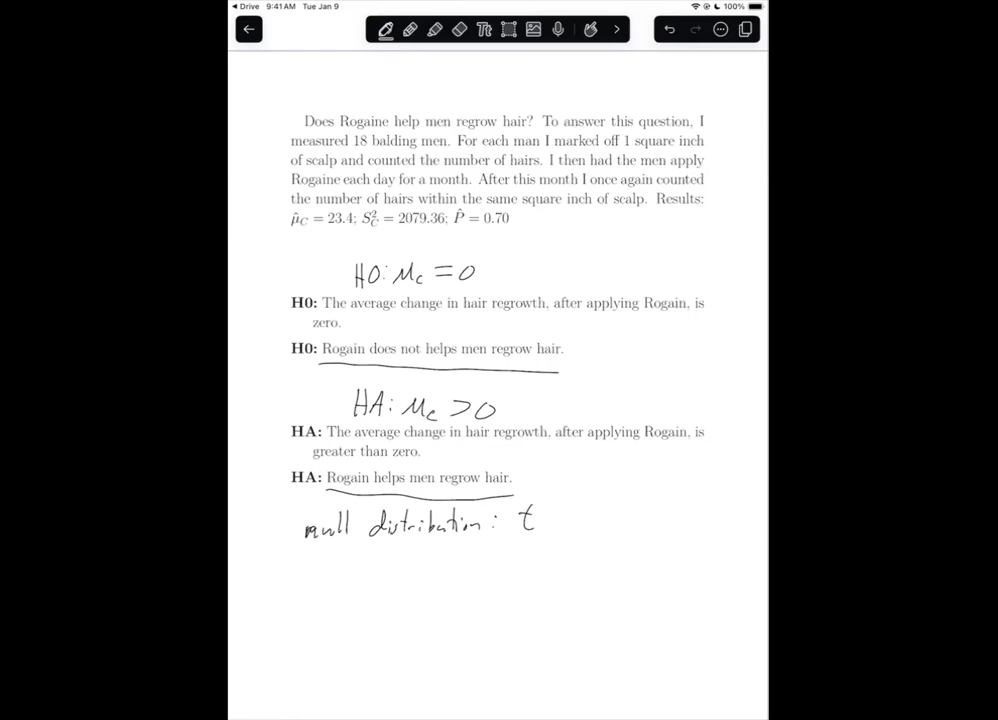 Drive 9:41 AM Tue Jan 9 100%
Tt
Does Rogaine help men regrow hair? To answer this question, I
measured 18 balding men. For each man I marked off 1 square inch
of scalp and counted the number of hairs. I then had the men apply
Rogaine each day for a month. After this month I once again counted
the number of hairs within the same square inch of scalp. Results:
μ̂_C = 23.4; S²_C = 2079.36; P̂ = 0.70
H0: μ_c = 0
H0: The average change in hair regrowth, after applying Rogain, is
zero.
H0: Rogain does not helps men regrow hair.
HA: μ_c > 0
HA: The average change in hair regrowth, after applying Rogain, is
greater than zero.
HA: Rogain helps men regrow hair.
null distribution: t